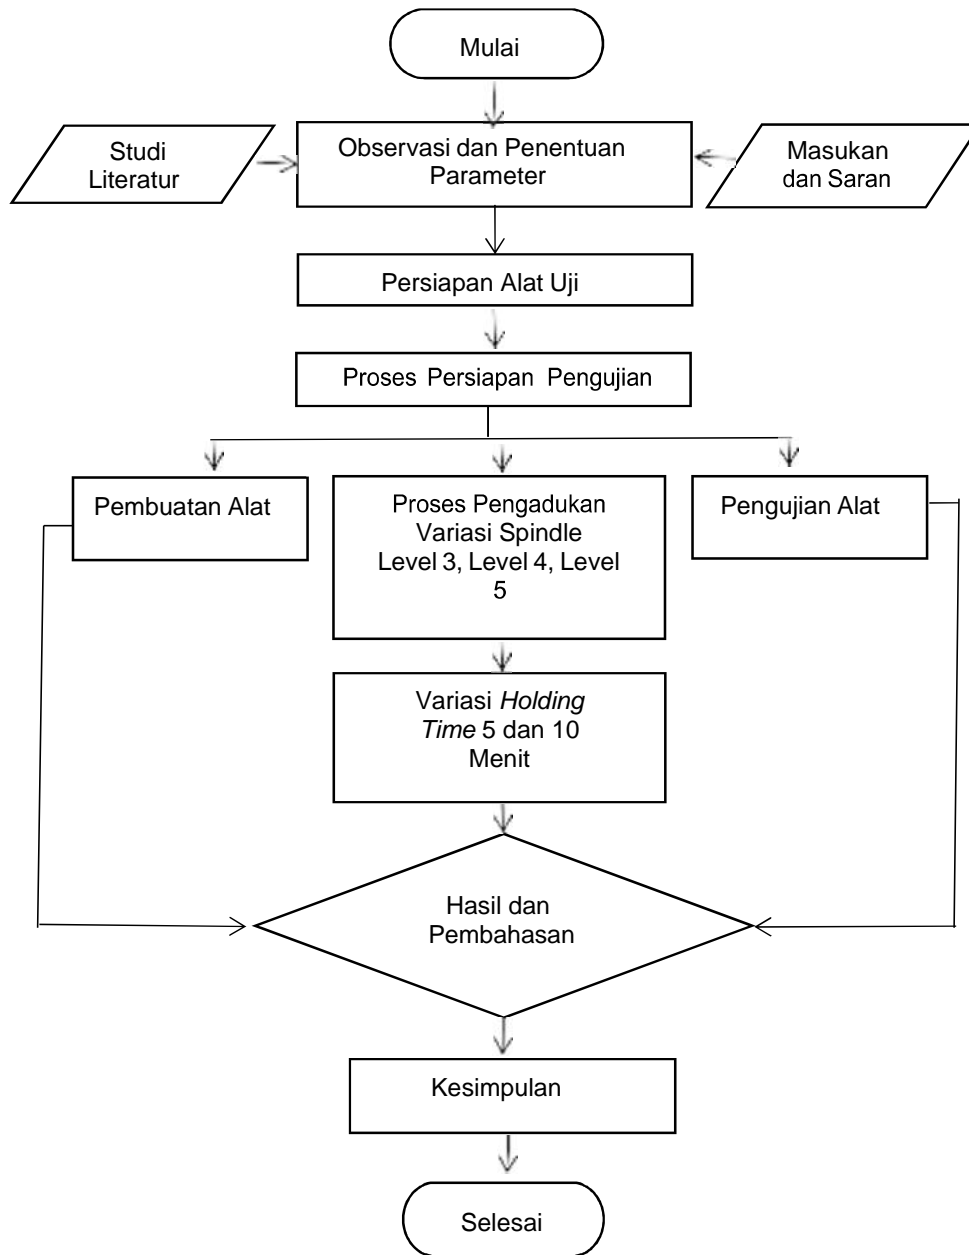 Mulai
Studi
Literatur
Observasi dan Penentuan
Parameter
Masukan
dan Saran
Persiapan Alat Uji
Proses Persiapan Pengujian
Pembuatan Alat
Proses Pengadukan
Variasi Spindle
Level 3, Level 4, Level
5
Pengujian Alat
Variasi Holding
Time 5 dan 10
Menit
Hasil dan
Pembahasan
Kesimpulan
Selesai